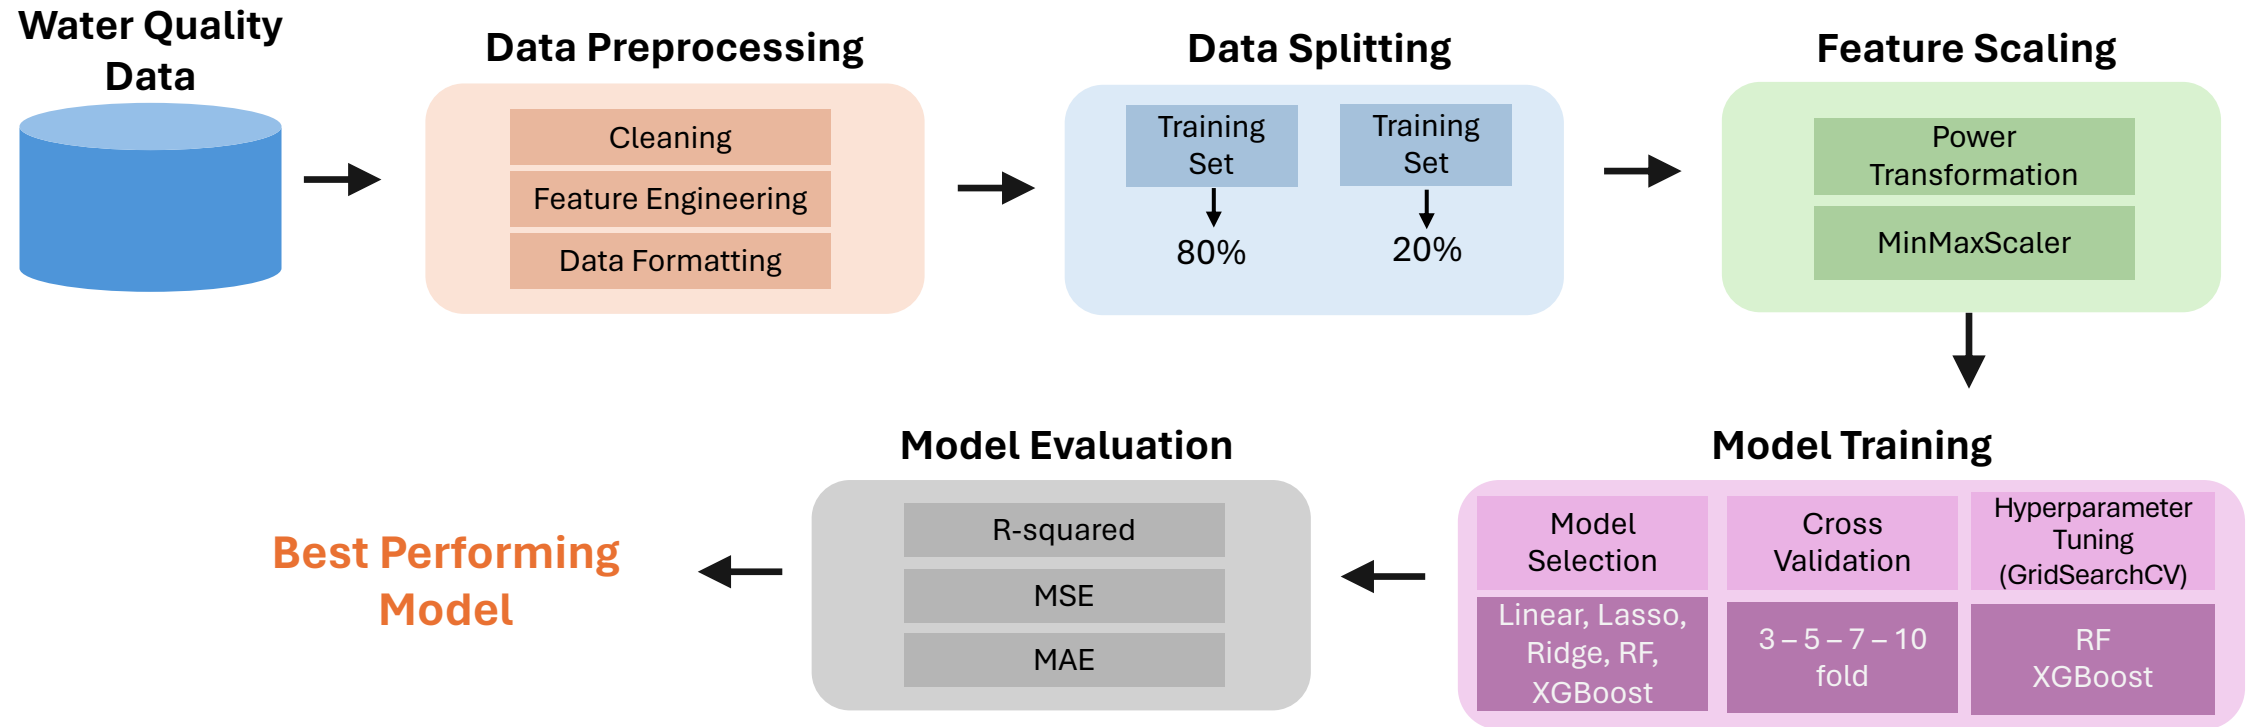 Water Quality
Data
Data Preprocessing
Cleaning
Feature Engineering
Data Formatting
Data Splitting
Training
Set
80%
Training
Set
20%
Feature Scaling
Power
Transformation
MinMaxScaler
Model Training
Model
Selection
Linear, Lasso,
Ridge, RF,
XGBoost
Cross
Validation
3 – 5 – 7 – 10
fold
Hyperparameter
Tuning
(GridSearchCV)
RF
XGBoost
Model Evaluation
R-squared
MSE
MAE
Best Performing
Model